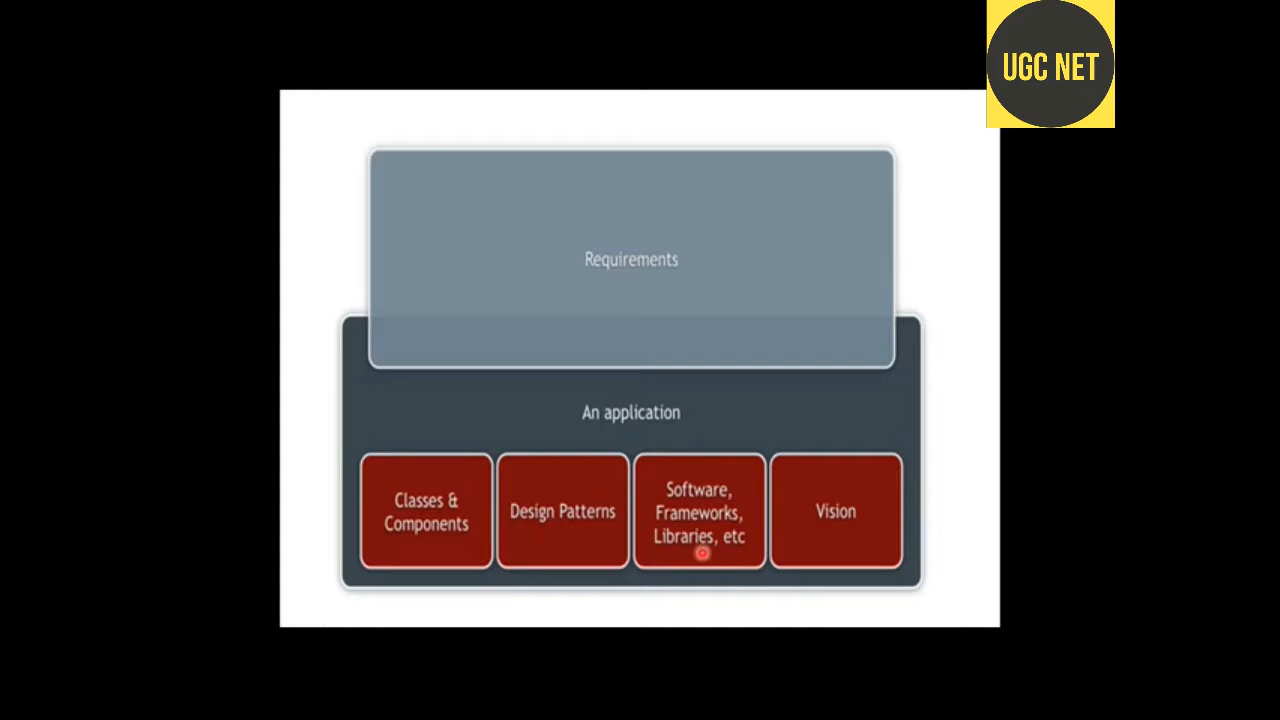 UGC NET
Requirements
An application
Classes &
Components
Design Patterns
Software,
Frameworks,
Libraries, etc
Vision